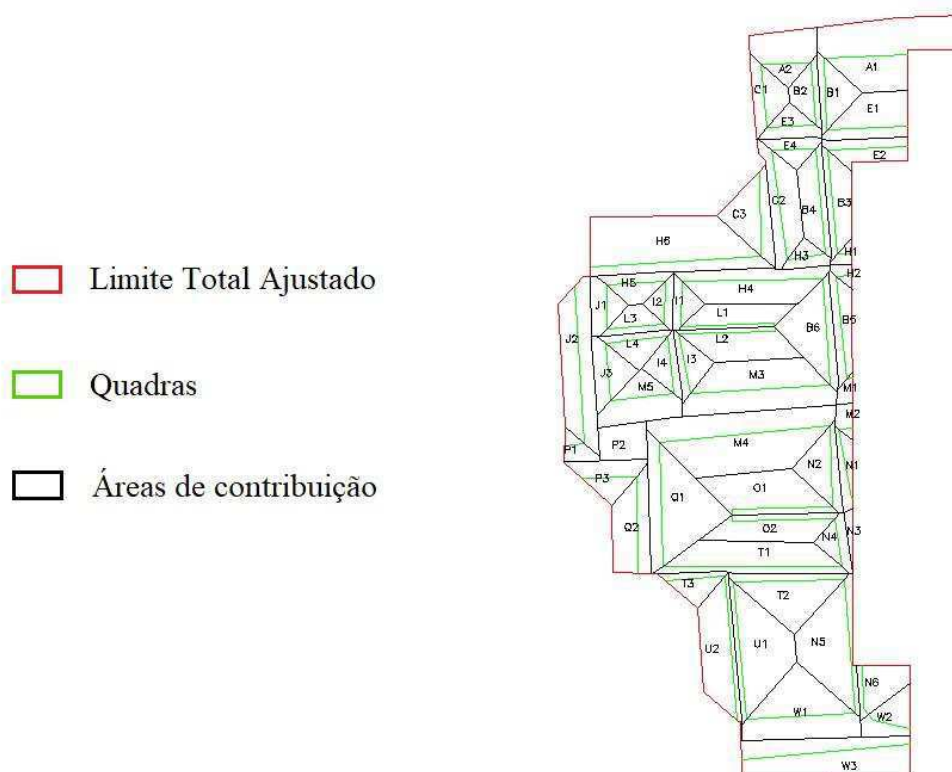 Limite Total Ajustado
Quadras
Áreas de contribuição
A1
A2
C1
B2
B1
E1
E3
E4
E2
C2
B4
B3
C3
H6
H3
H1
H2
H5
H4
J1
I2
I1
L3
L1
B6
B5
J2
L4
L2
I4
I3
J3
M5
M3
M1
M2
P1
P2
M4
N2
N1
P3
Q1
O1
Q2
O2
N4
N3
T1
T3
T2
U2
U1
N5
N6
W1
W2
W3